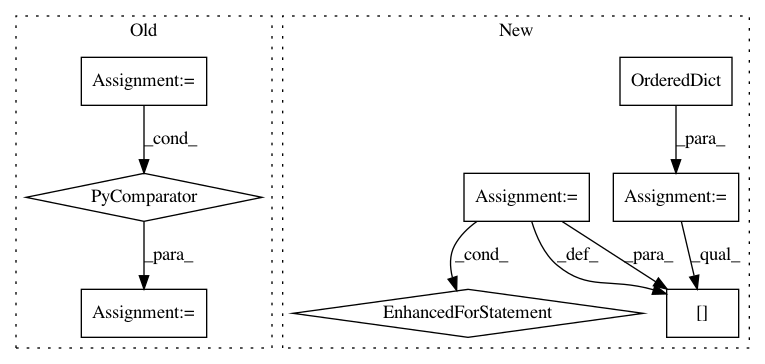 Old
New
Assignment:=
OrderedDict
_cond_
_para_
PyComparator
Assignment:=
Assignment:=
_para_
_cond_
_def_
_para_
_qual_
Assignment:=
EnhancedForStatement
[]